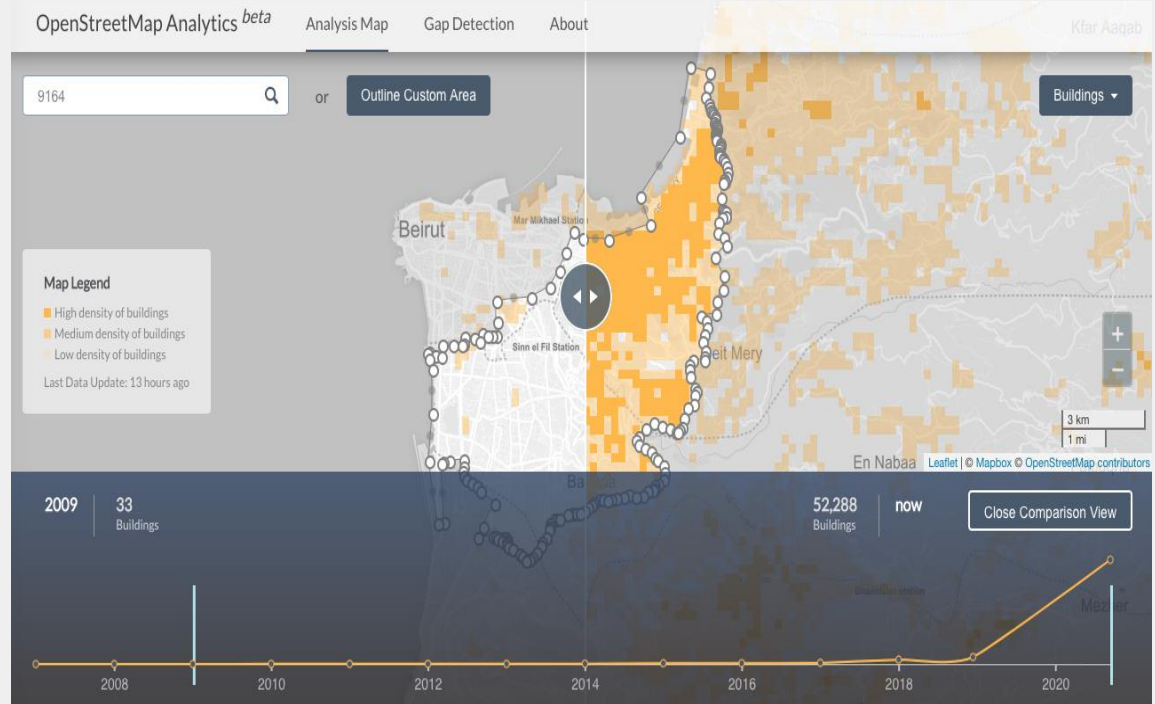 OpenStreetMap Analytics beta
Analysis Map
Gap Detection
About
Kfar Aaqab
9164
or
Outline Custom Area
Buildings
Beirut
Mar Mikhael Station
Map Legend
High density of buildings
Medium density of buildings
Low density of buildings
Last Data Update: 13 hours ago
Sinn el Fil Station
eit Mery
+
−
3 km
1 mi
En Nabaa
Leaflet | © Mapbox © OpenStreetMap contributors
2009
33
Buildings
52,288
Buildings
now
Close Comparison View
2008
2010
2012
2014
2016
2018
2020